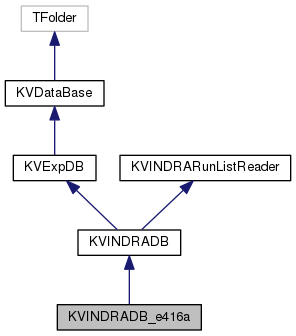 TFolder
KVDataBase
KVExpDB
KVINDRARunListReader
KVINDRADB
KVINDRADB_e416a